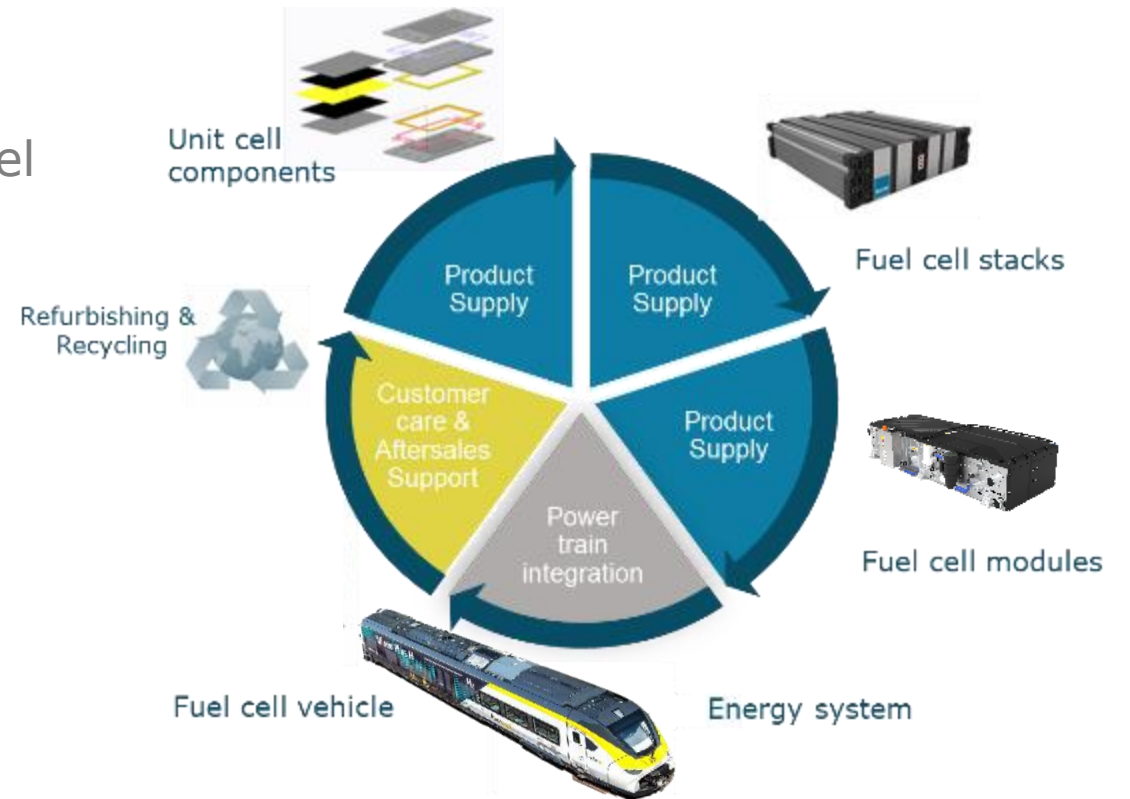 el
Unit cell
components
Fuel cell stacks
Product
Supply
Product
Supply
Refurbishing &
Recycling
Customer
care &
Aftersales
Support
Product
Supply
Power
train
integration
Fuel cell modules
Fuel cell vehicle
Energy system